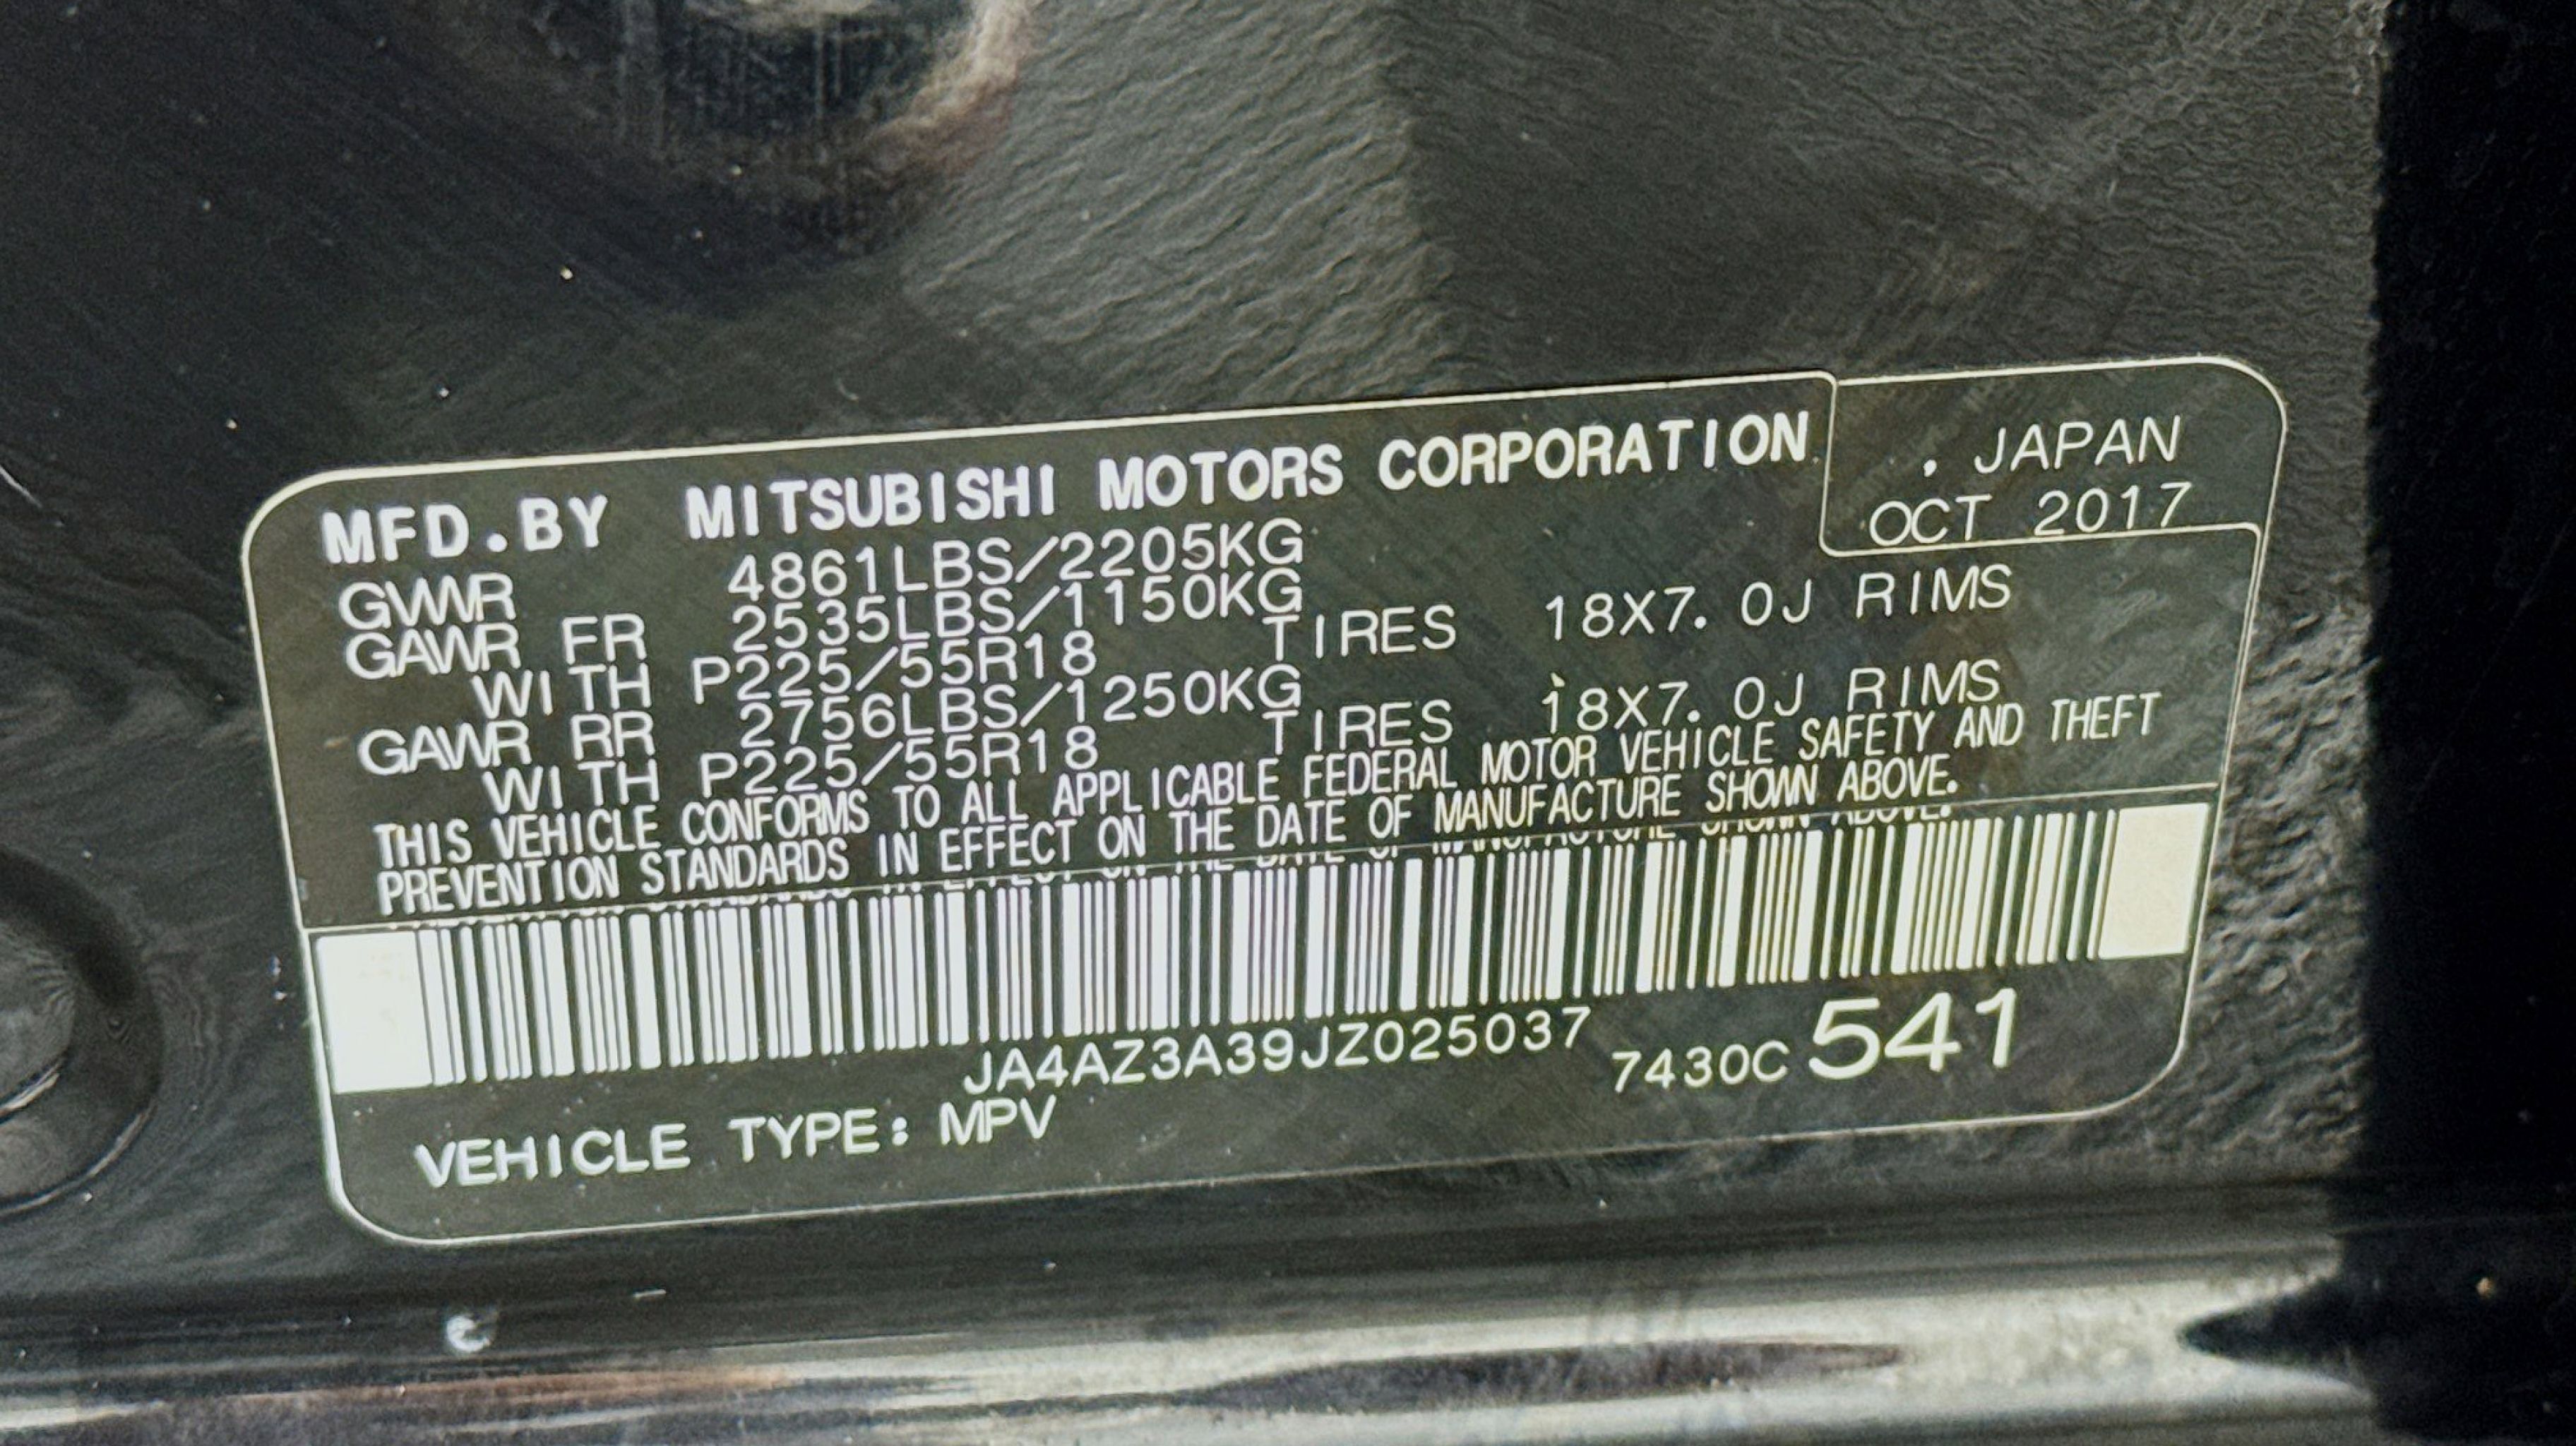 MFD.BY MITSUBISHI MOTORS CORPORATION
, JAPAN
OCT 2017
GVWR 4861LBS/2205KG
GAWR FR 2535LBS/1150KG
WITH P225/55R18 TIRES 18X7.0J RIMS
GAWR RR 2756LBS/1250KG
WITH P225/55R18 TIRES 18X7.0J RIMS
THIS VEHICLE CONFORMS TO ALL APPLICABLE FEDERAL MOTOR VEHICLE SAFETY AND THEFT
PREVENTION STANDARDS IN EFFECT ON THE DATE OF MANUFACTURE SHOWN ABOVE.
JA4AZ3A39JZ025037 7430C 541
VEHICLE TYPE: MPV